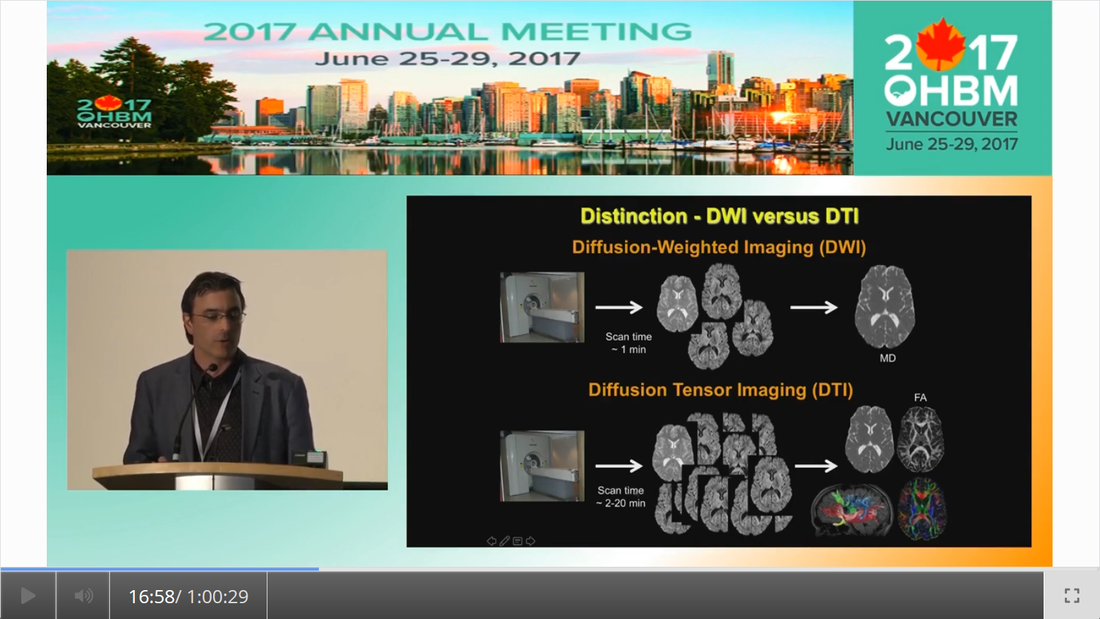 2017 ANNUAL MEETING
June 25-29, 2017
2017
OHBM
VANCOUVER
2017
OHBM
VANCOUVER
June 25-29, 2017
Distinction - DWI versus DTI
Diffusion-Weighted Imaging (DWI)
Scan time
~ 1 min
MD
Diffusion Tensor Imaging (DTI)
FA
Scan time
~ 2-20 min
16:58/ 1:00:29